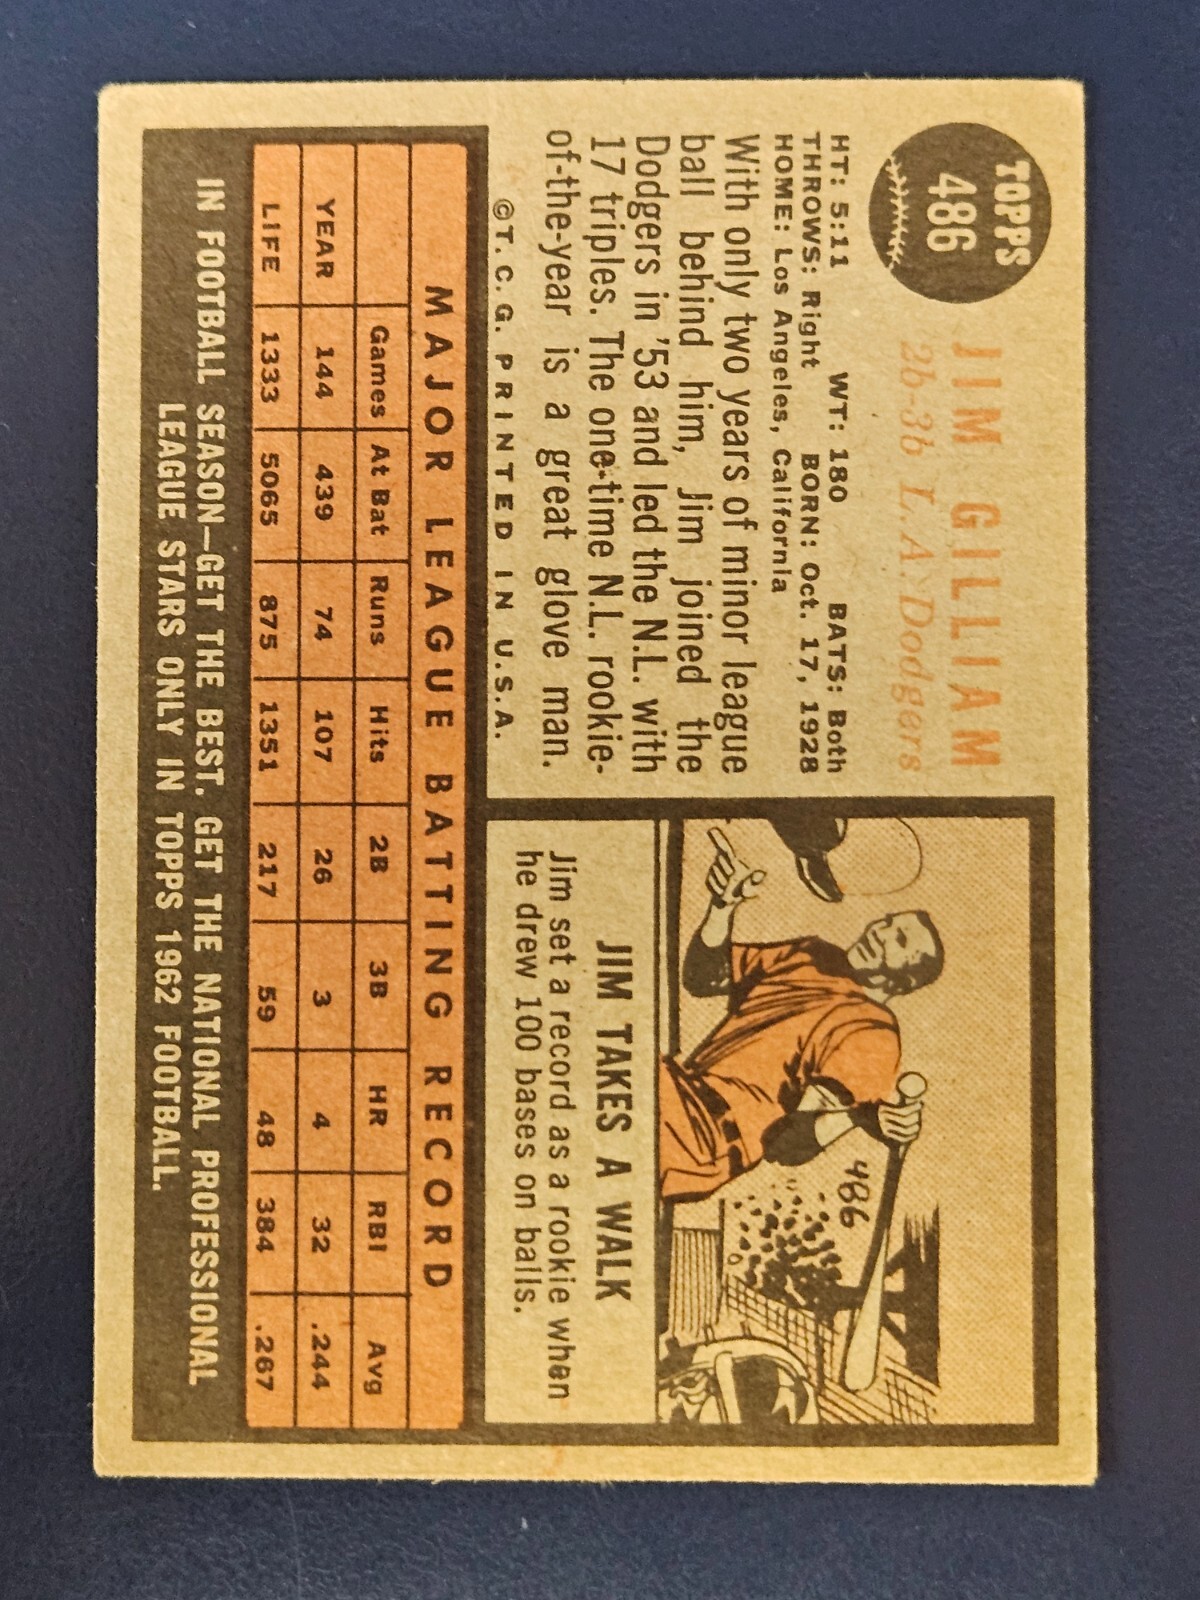 TOPPS
486
JIM GILLIAM
2b-3b L. A. Dodgers
HT: 5:11 WT: 180 BATS: Both
THROWS: Right BORN: Oct. 17, 1928
HOME: Los Angeles, California
With only two years of minor league
ball behind him, Jim joined the
Dodgers in '53 and led the N.L. with
17 triples. The one-time N.L. rookie-
of-the-year is a great glove man.
©T. C. G. PRINTED IN U.S.A.
486
JIM TAKES A WALK
Jim set a record as a rookie when
he drew 100 bases on balls.
MAJOR LEAGUE BATTING RECORD
Games At Bat Runs Hits 2B 3B HR RBI Avg
YEAR 144 439 74 107 26 3 4 32 .244
LIFE 1333 5065 875 1351 217 59 48 384 .267
IN FOOTBALL SEASON—GET THE BEST. GET THE NATIONAL PROFESSIONAL
LEAGUE STARS ONLY IN TOPPS 1962 FOOTBALL.